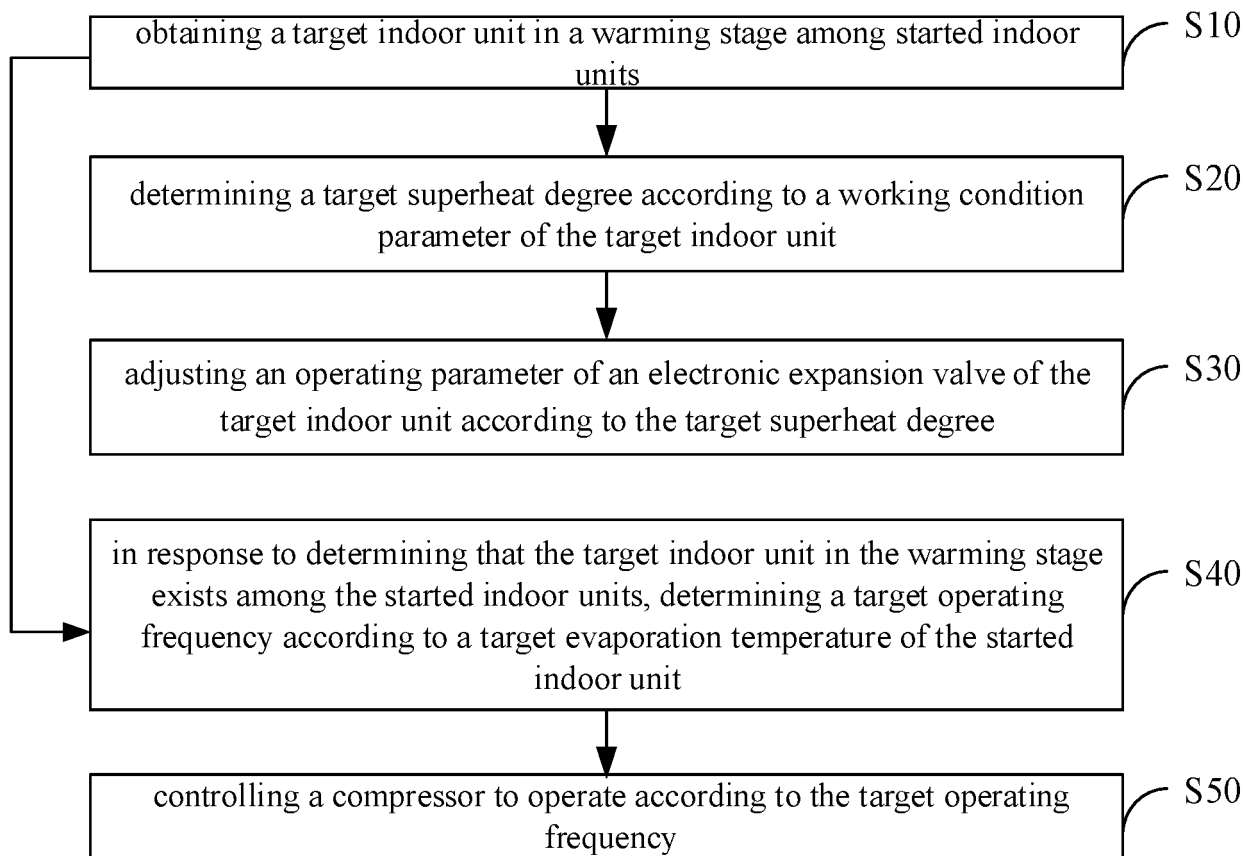 obtaining a target indoor unit in a warming stage among started indoor
units
S10
determining a target superheat degree according to a working condition
parameter of the target indoor unit
S20
adjusting an operating parameter of an electronic expansion valve of the
target indoor unit according to the target superheat degree
S30
in response to determining that the target indoor unit in the warming stage
exists among the started indoor units, determining a target operating
frequency according to a target evaporation temperature of the started
indoor unit
S40
controlling a compressor to operate according to the target operating
frequency
S50